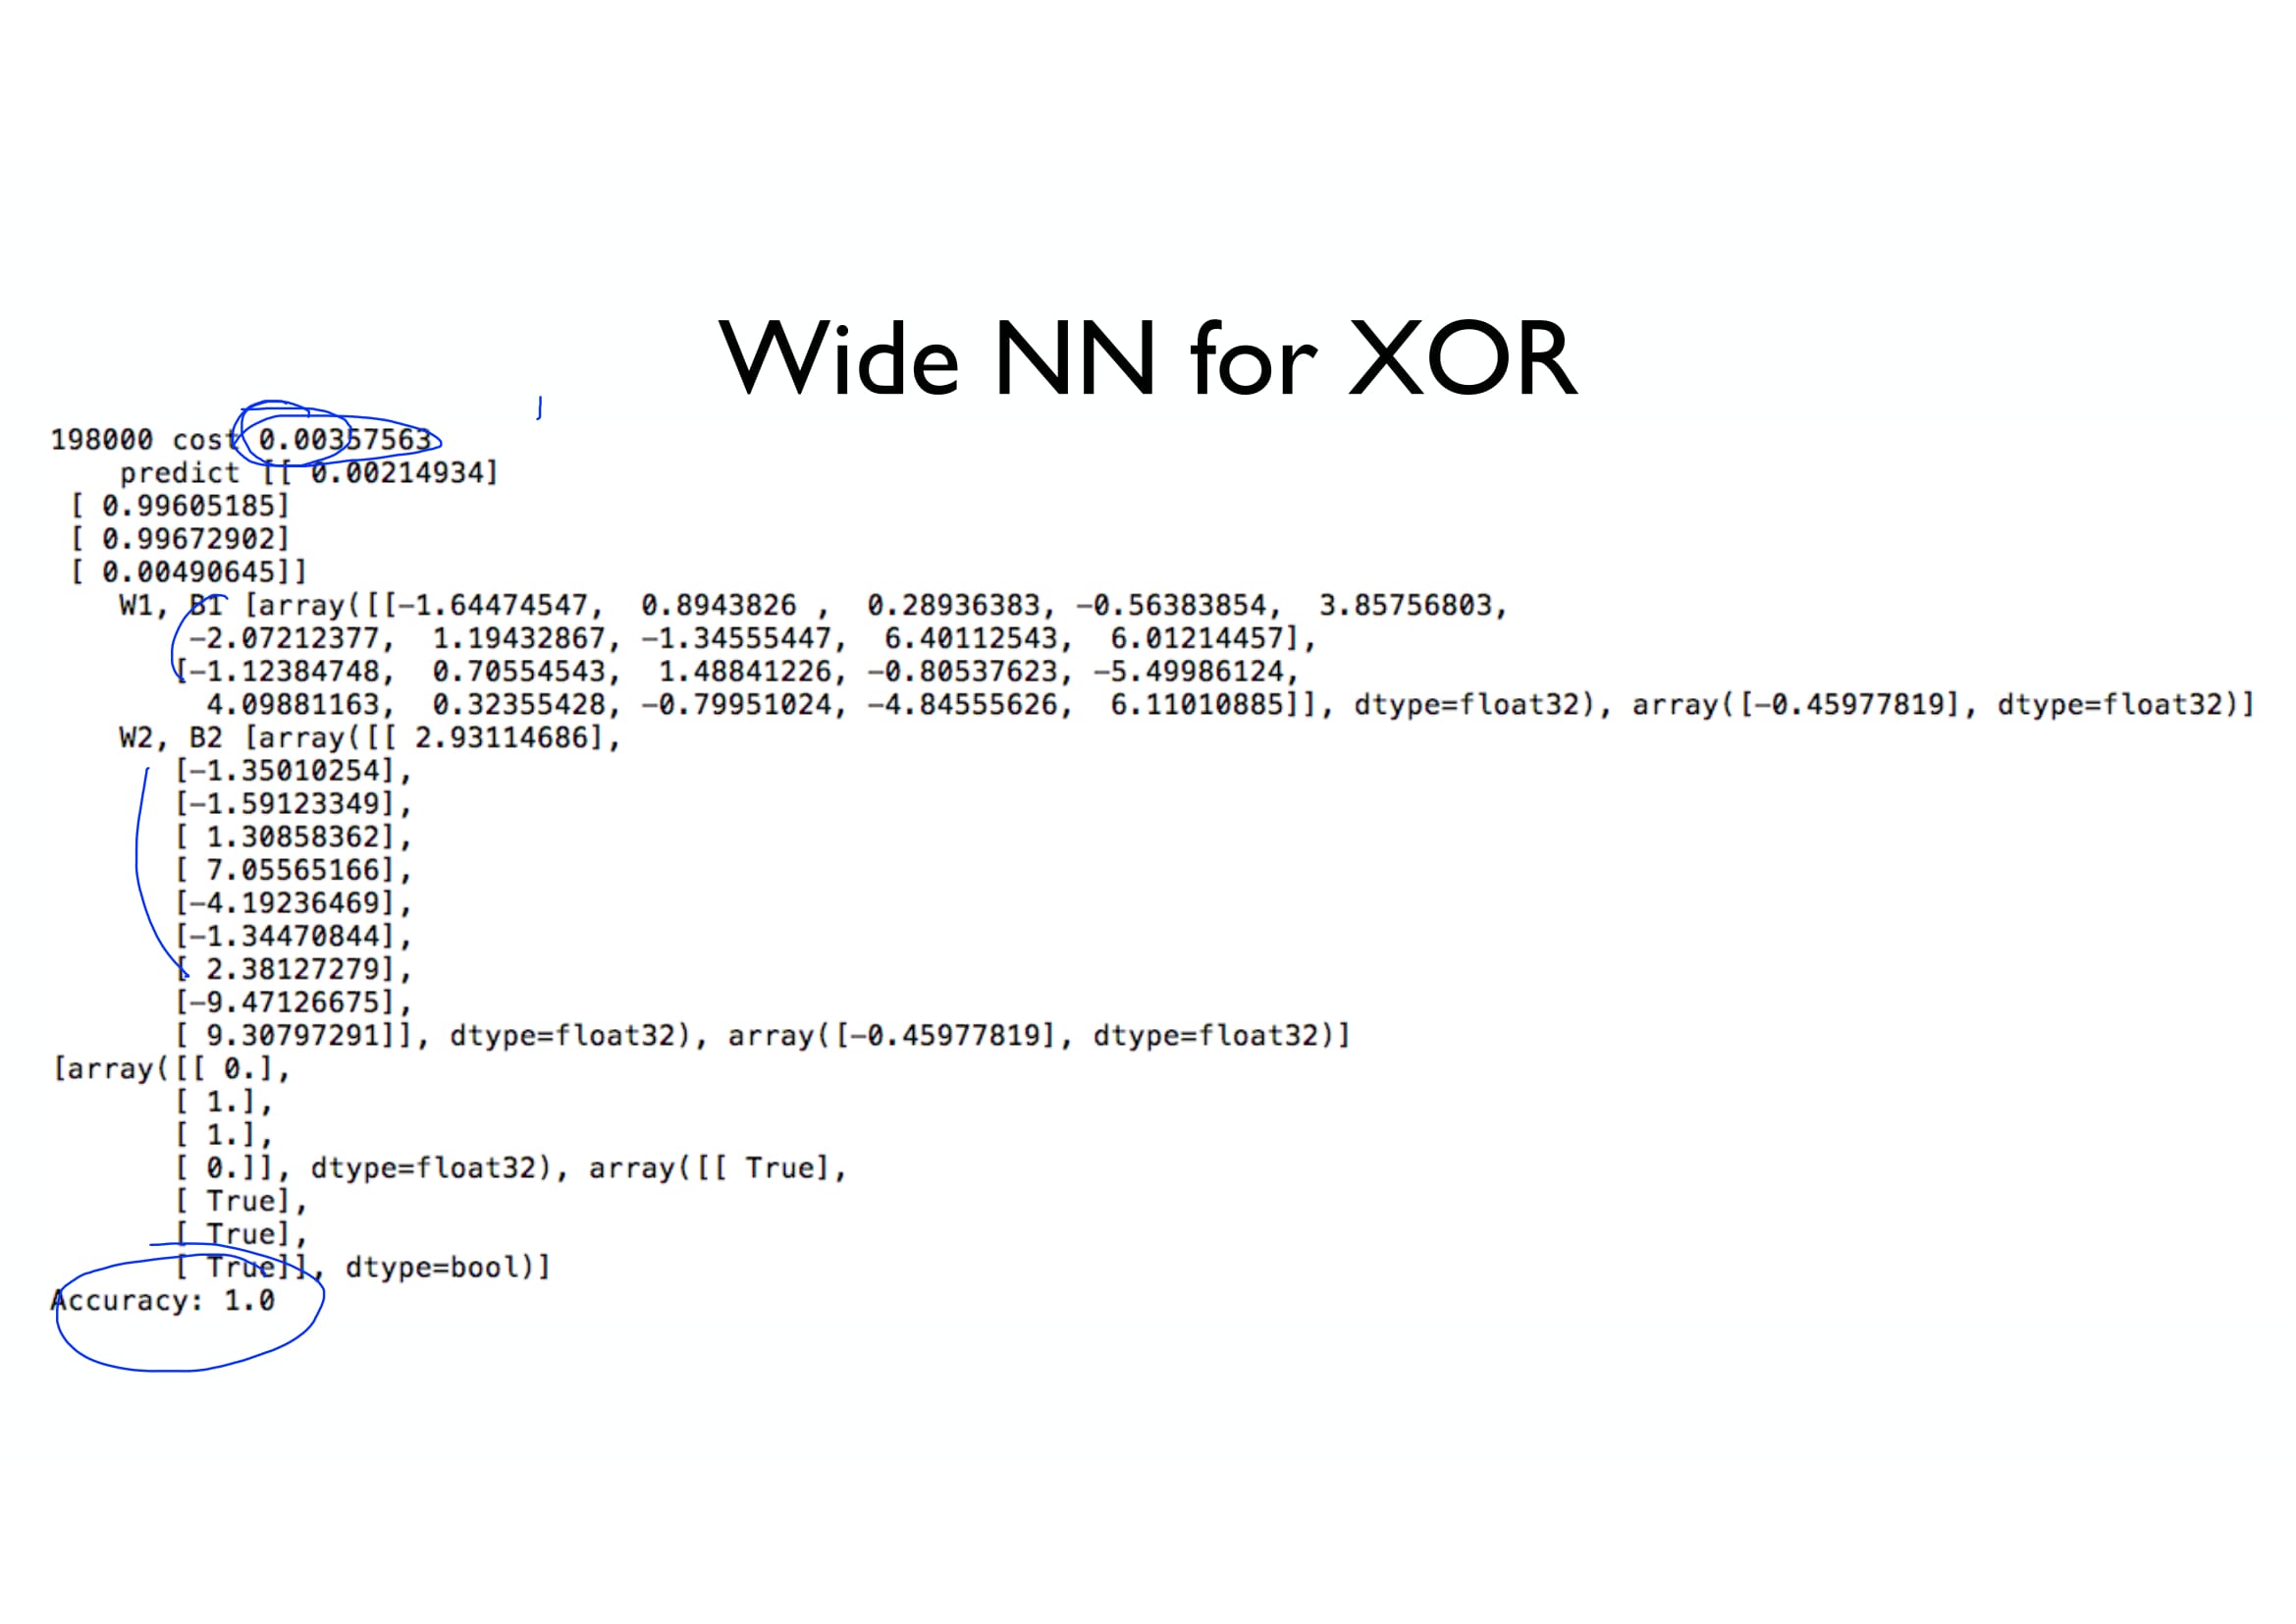 Wide NN for XOR
198000 cost 0.00357563
predict [[ 0.00214934]
[ 0.99605185]
[ 0.99672902]
[ 0.00490645]]
W1, B1 [array([[-1.64474547, 0.8943826 , 0.28936383, -0.56383854, 3.85756803,
-2.07212377, 1.19432867, -1.34555447, 6.40112543, 6.01214457],
[-1.12384748, 0.70554543, 1.48841226, -0.80537623, -5.49986124,
4.09881163, 0.32355428, -0.79951024, -4.84555626, 6.11010885]], dtype=float32), array([-0.45977819], dtype=float32)]
W2, B2 [array([[ 2.93114686],
[-1.35010254],
[-1.59123349],
[ 1.30858362],
[ 7.05565166],
[-4.19236469],
[-1.34470844],
[ 2.38127279],
[-9.47126675],
[ 9.30797291]], dtype=float32), array([-0.45977819], dtype=float32)]
[array([[ 0.],
[ 1.],
[ 1.],
[ 0.]], dtype=float32), array([[ True],
[ True],
[ True],
[ True]], dtype=bool)]
Accuracy: 1.0